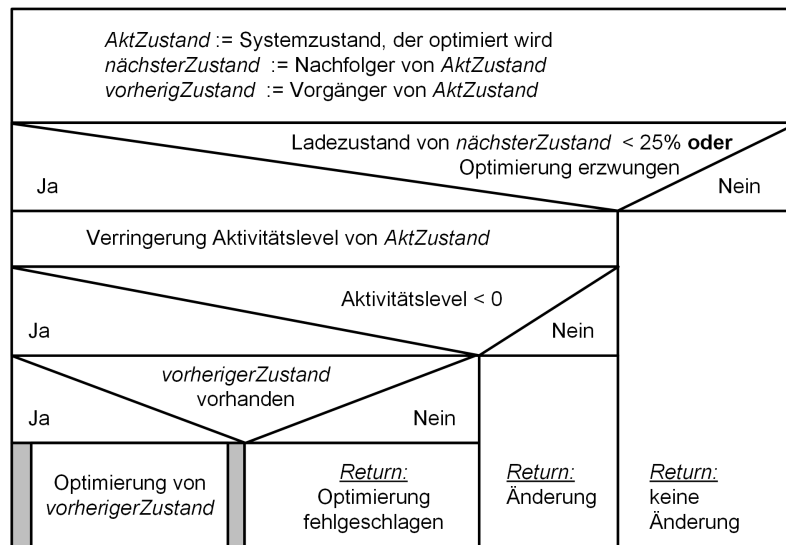 AktZustand := Systemzustand, der optimiert wird
nächsterZustand := Nachfolger von AktZustand
vorherigZustand := Vorgänger von AktZustand
Ladezustand von nächsterZustand < 25% oder
Optimierung erzwungen
Ja
Nein
Verringerung Aktivitätslevel von AktZustand
Aktivitätslevel < 0
Ja
Nein
vorherigerZustand
vorhanden
Ja
Nein
Optimierung von
vorherigerZustand
Return:
Optimierung
fehlgeschlagen
Return:
Änderung
Return:
keine
Änderung